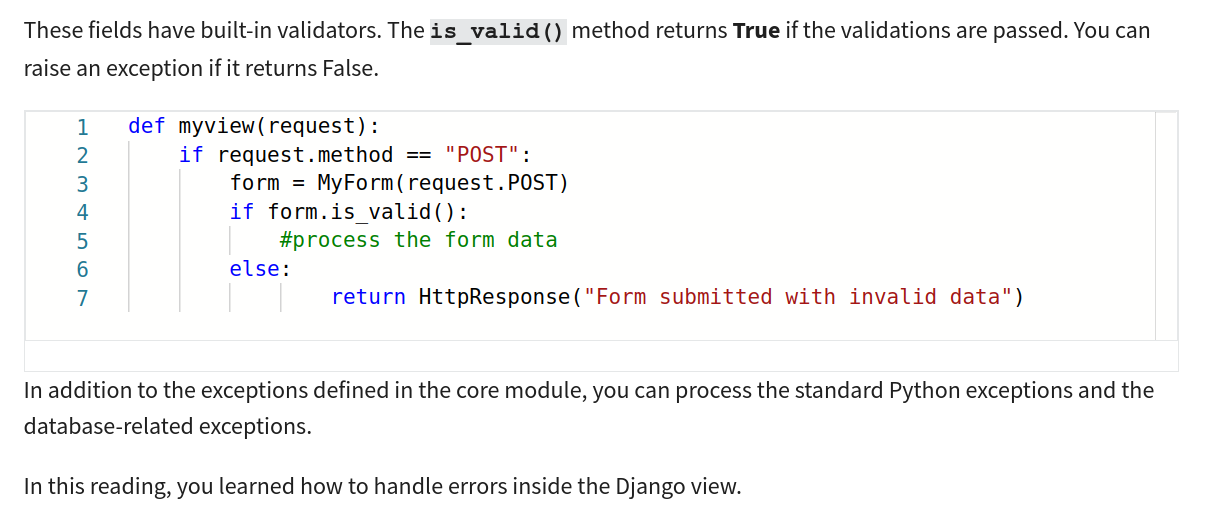 These fields have built-in validators. The is_valid() method returns True if the validations are passed. You can
raise an exception if it returns False.
1 def myview(request):
2     if request.method == "POST":
3         form = MyForm(request.POST)
4         if form.is_valid():
5             #process the form data
6         else:
7                 return HttpResponse("Form submitted with invalid data")
In addition to the exceptions defined in the core module, you can process the standard Python exceptions and the
database-related exceptions.
In this reading, you learned how to handle errors inside the Django view.